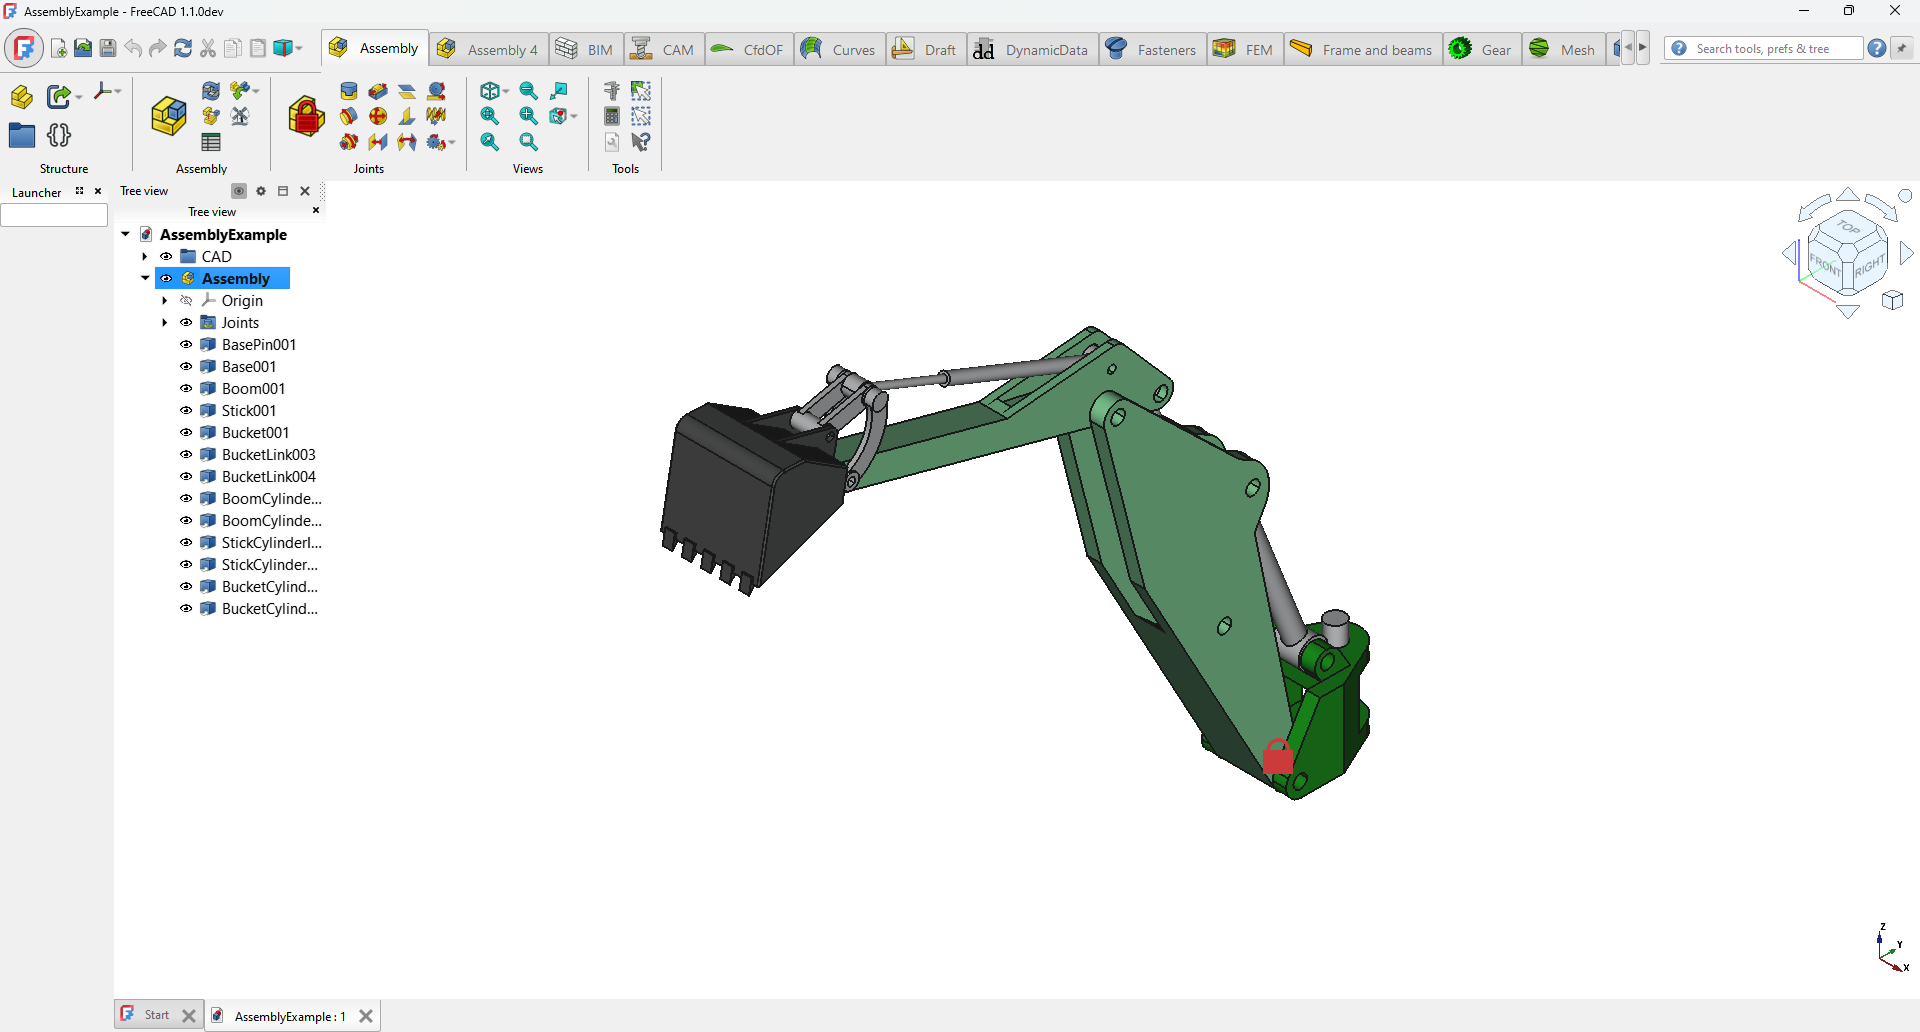 AssemblyExample - FreeCAD 1.1.0dev
Assembly
Assembly 4
BIM
CAM
CfdOF
Curves
Draft
DynamicData
Fasteners
FEM
Frame and beams
Gear
Mesh
Search tools, prefs & tree
Structure
Assembly
Joints
Views
Tools
Launcher
Tree view
Tree view
AssemblyExample
CAD
Assembly
Origin
Joints
BasePin001
Base001
Boom001
Stick001
Bucket001
BucketLink003
BucketLink004
BoomCylinde...
BoomCylinde...
StickCylinderI...
StickCylinder...
BucketCylind...
BucketCylind...
TOP
FRONT
RIGHT
Z
Y
X
Start
AssemblyExample : 1